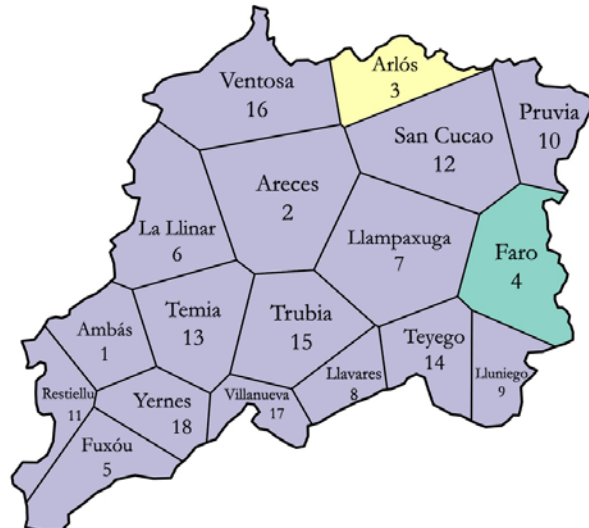 Arlós
3
Ventosa
16
Pruvia
10
San Cucao
12
Areces
2
La Llinar
6
Llampaxuga
7
Faro
4
Temia
13
Trubia
15
Ambás
1
Teyego
14
Llavares
8
Lluniego
9
Restiellu
11
Yernes
18
Villanueva
17
Fuxóu
5